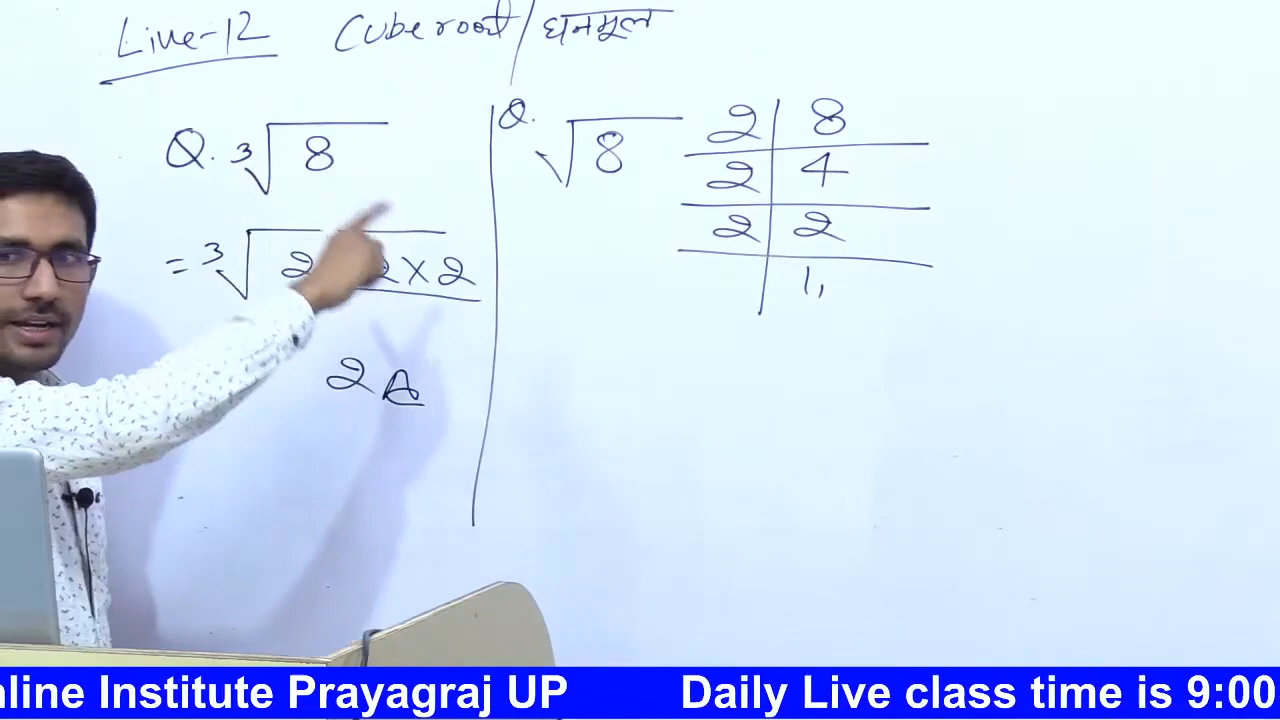 Live-12 Cube root/घनमूल
Q. ³√8
= ³√2×2×2
2 A
Q. √8
2 | 8
2 | 4
2 | 2
1,
nline Institute Prayagraj UP Daily Live class time is 9:00